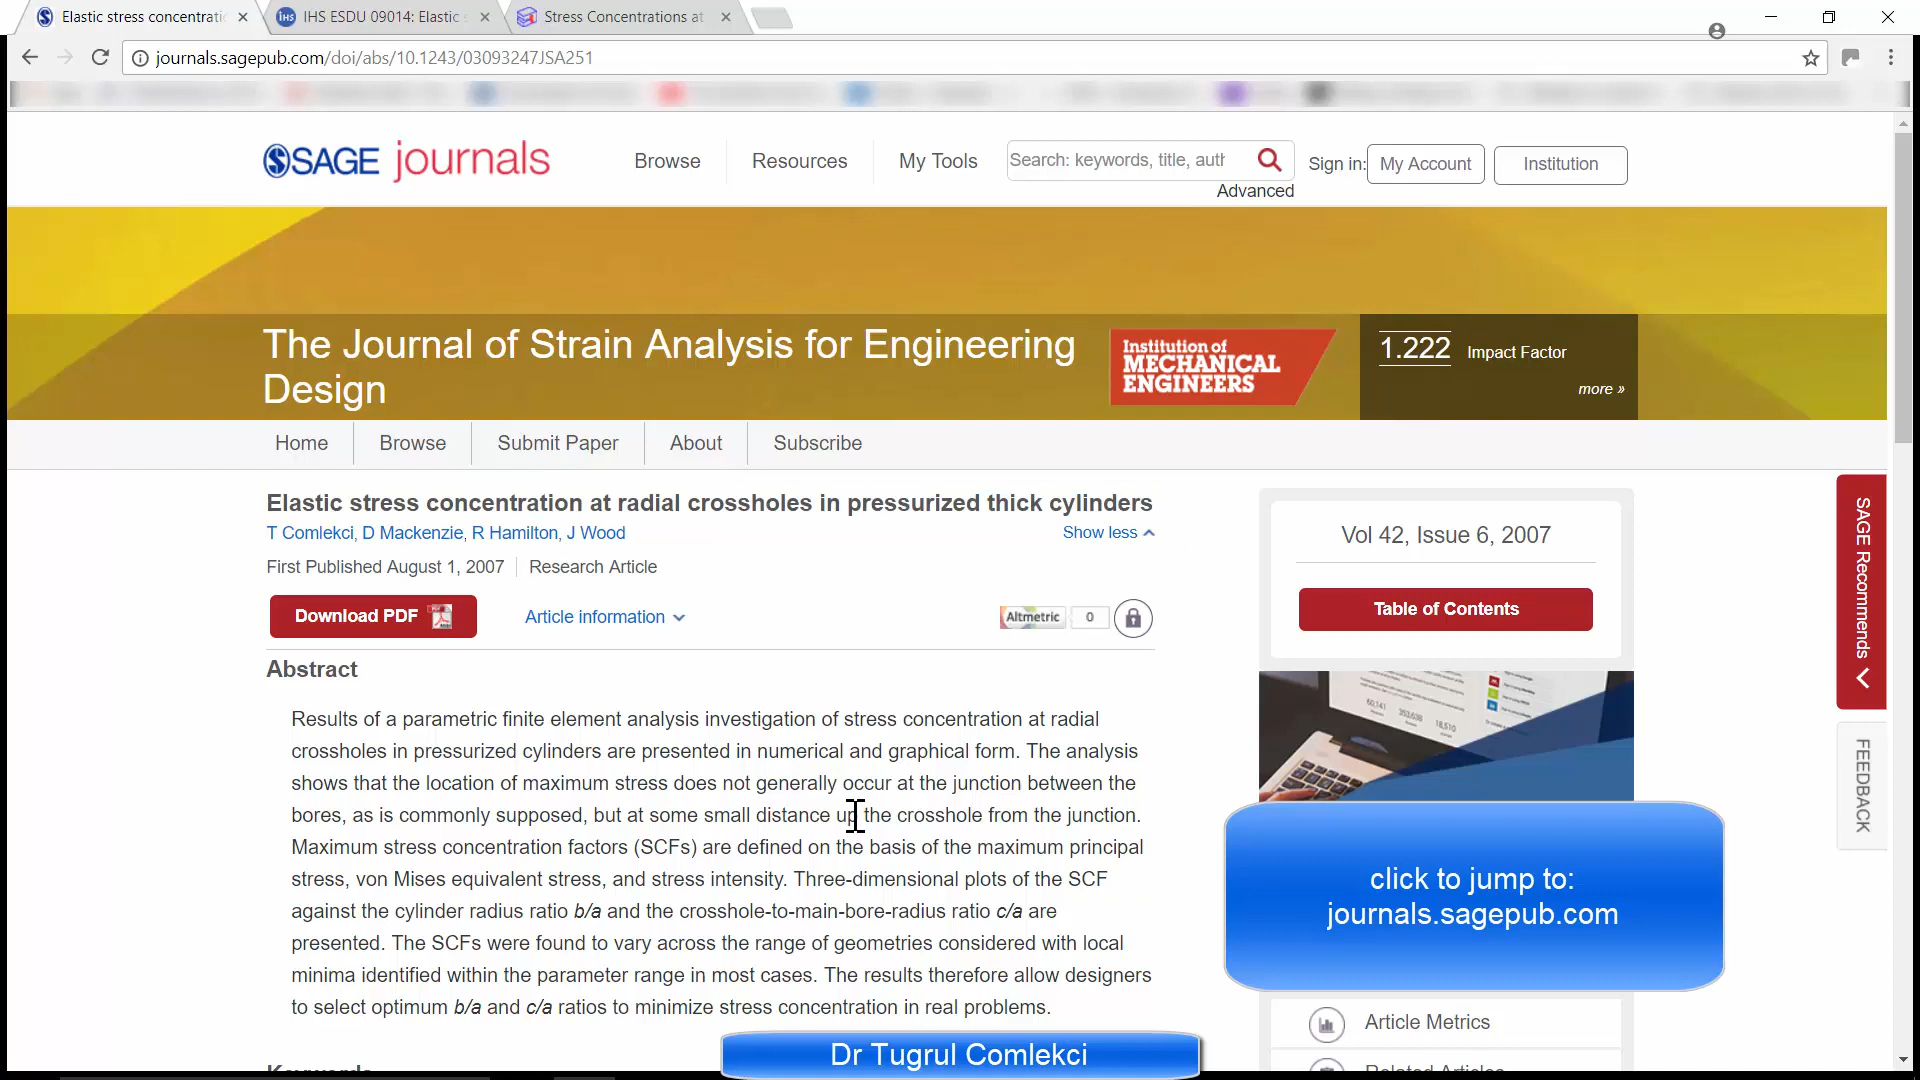 Elastic stress concentrati
IHS ESDU 09014: Elastic s
Stress Concentrations at
journals.sagepub.com/doi/abs/10.1243/03093247JSA251
SAGE journals
Browse
Resources
My Tools
Search: keywords, title, auth
Sign in:
My Account
Institution
Advanced
The Journal of Strain Analysis for Engineering
Design
Institution of
MECHANICAL
ENGINEERS
1.222 Impact Factor
more »
Home
Browse
Submit Paper
About
Subscribe
Elastic stress concentration at radial crossholes in pressurized thick cylinders
T Comlekci, D Mackenzie, R Hamilton, J Wood
Show less
First Published August 1, 2007
Research Article
Download PDF
Article information
Altmetric 0
Abstract
Results of a parametric finite element analysis investigation of stress concentration at radial
crossholes in pressurized cylinders are presented in numerical and graphical form. The analysis
shows that the location of maximum stress does not generally occur at the junction between the
bores, as is commonly supposed, but at some small distance up the crosshole from the junction.
Maximum stress concentration factors (SCFs) are defined on the basis of the maximum principal
stress, von Mises equivalent stress, and stress intensity. Three-dimensional plots of the SCF
against the cylinder radius ratio b/a and the crosshole-to-main-bore-radius ratio c/a are
presented. The SCFs were found to vary across the range of geometries considered with local
minima identified within the parameter range in most cases. The results therefore allow designers
to select optimum b/a and c/a ratios to minimize stress concentration in real problems.
Vol 42, Issue 6, 2007
Table of Contents
SAGE Recommends
FEEDBACK
click to jump to:
journals.sagepub.com
Article Metrics
Related Articles
Keywords
Dr Tugrul Comlekci